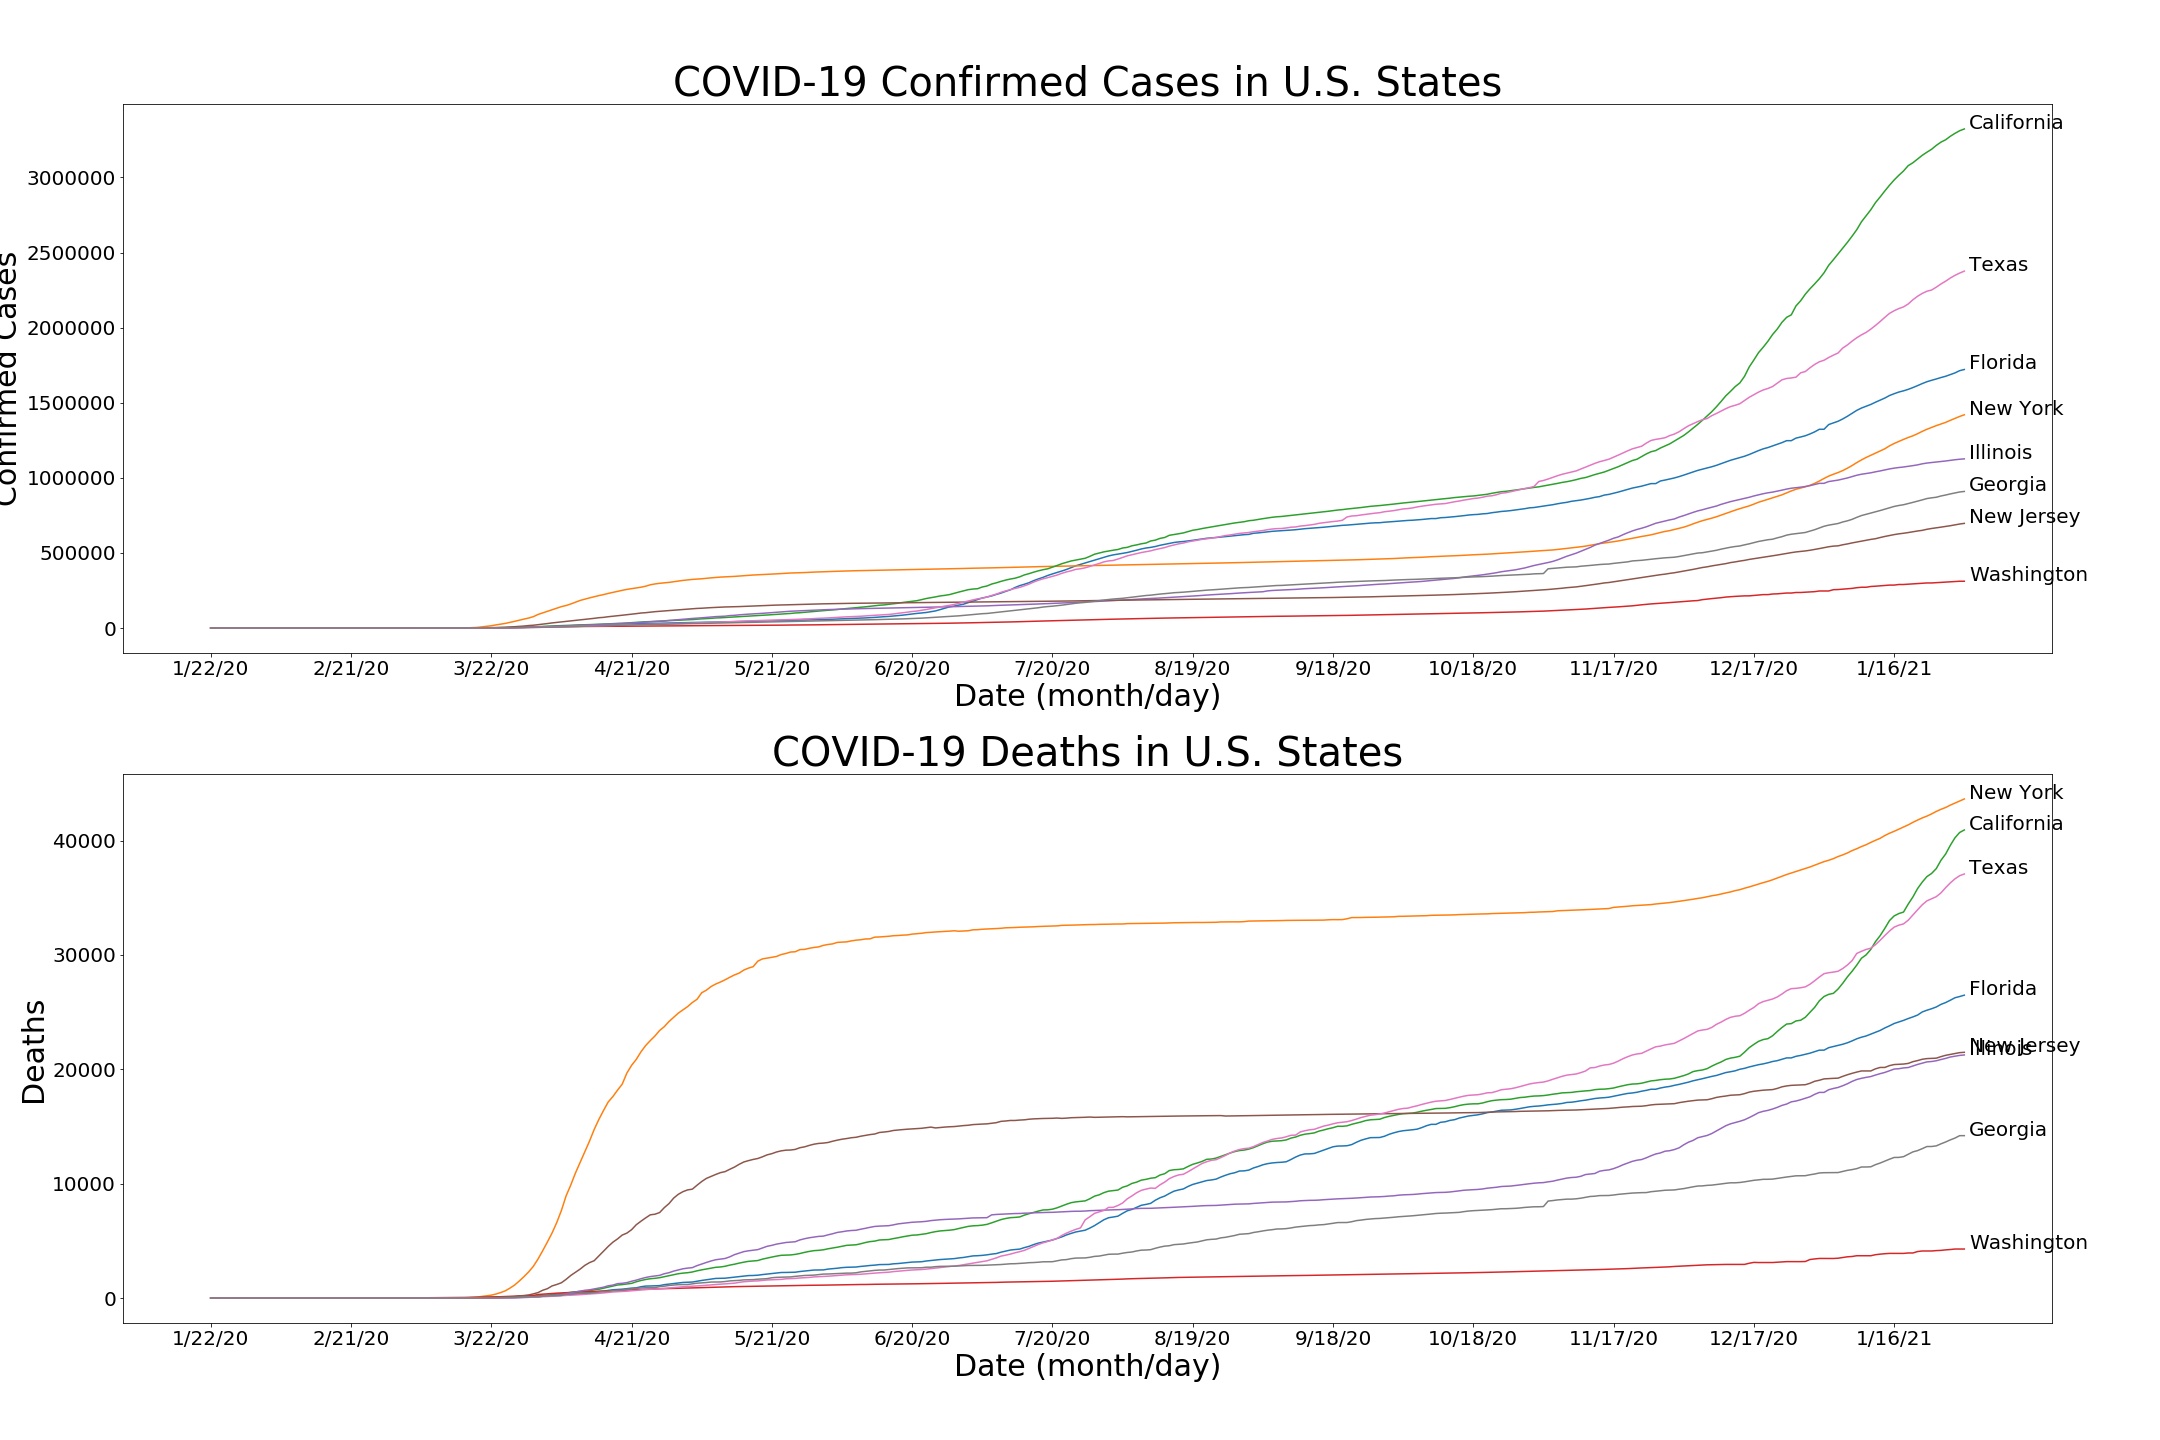 COVID-19 Confirmed Cases in U.S. States
Confirmed Cases
3000000
2500000
2000000
1500000
1000000
500000
0
California
Texas
Florida
New York
Illinois
Georgia
New Jersey
Washington
1/22/20 2/21/20 3/22/20 4/21/20 5/21/20 6/20/20 7/20/20 8/19/20 9/18/20 10/18/20 11/17/20 12/17/20 1/16/21
Date (month/day)
COVID-19 Deaths in U.S. States
Deaths
40000
30000
20000
10000
0
New York
California
Texas
Florida
New Jersey
Illinois
Georgia
Washington
1/22/20 2/21/20 3/22/20 4/21/20 5/21/20 6/20/20 7/20/20 8/19/20 9/18/20 10/18/20 11/17/20 12/17/20 1/16/21
Date (month/day)